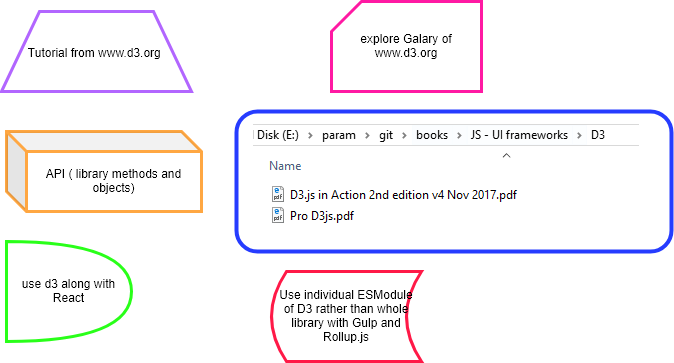 Tutorial from www.d3.org
explore Galary of
www.d3.org
API ( library methods and
objects)
Disk (E:) > param > git > books > JS - UI frameworks > D3
Name
D3.js in Action 2nd edition v4 Nov 2017.pdf
Pro D3js.pdf
use d3 along with
React
Use individual ESModule
of D3 rather than whole
library with Gulp and
Rollup.js